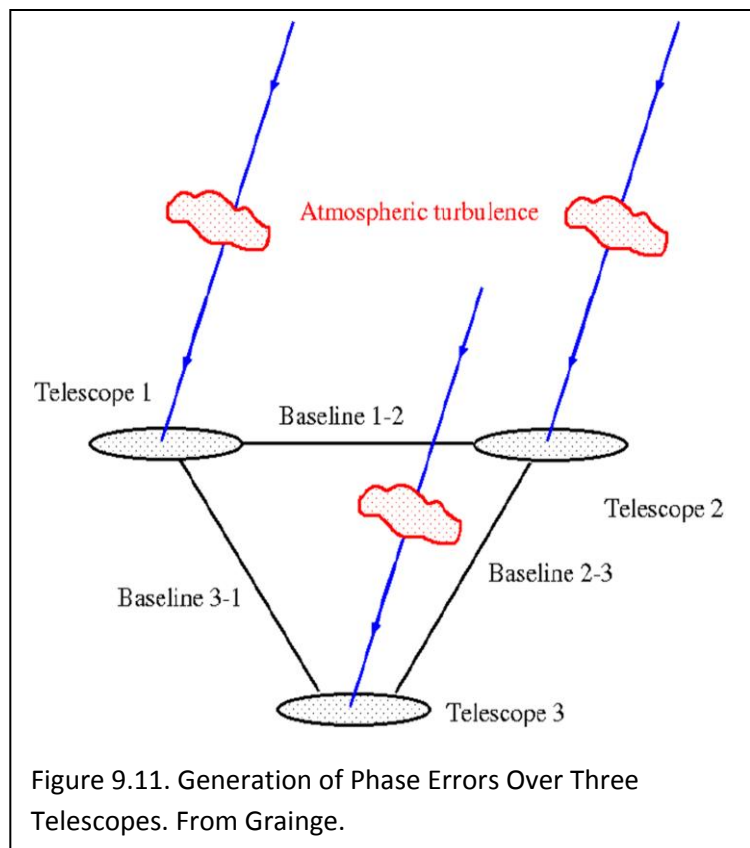 Atmospheric turbulence
Telescope 1
Baseline 1-2
Telescope 2
Baseline 2-3
Baseline 3-1
Telescope 3
Figure 9.11. Generation of Phase Errors Over Three
Telescopes. From Grainge.